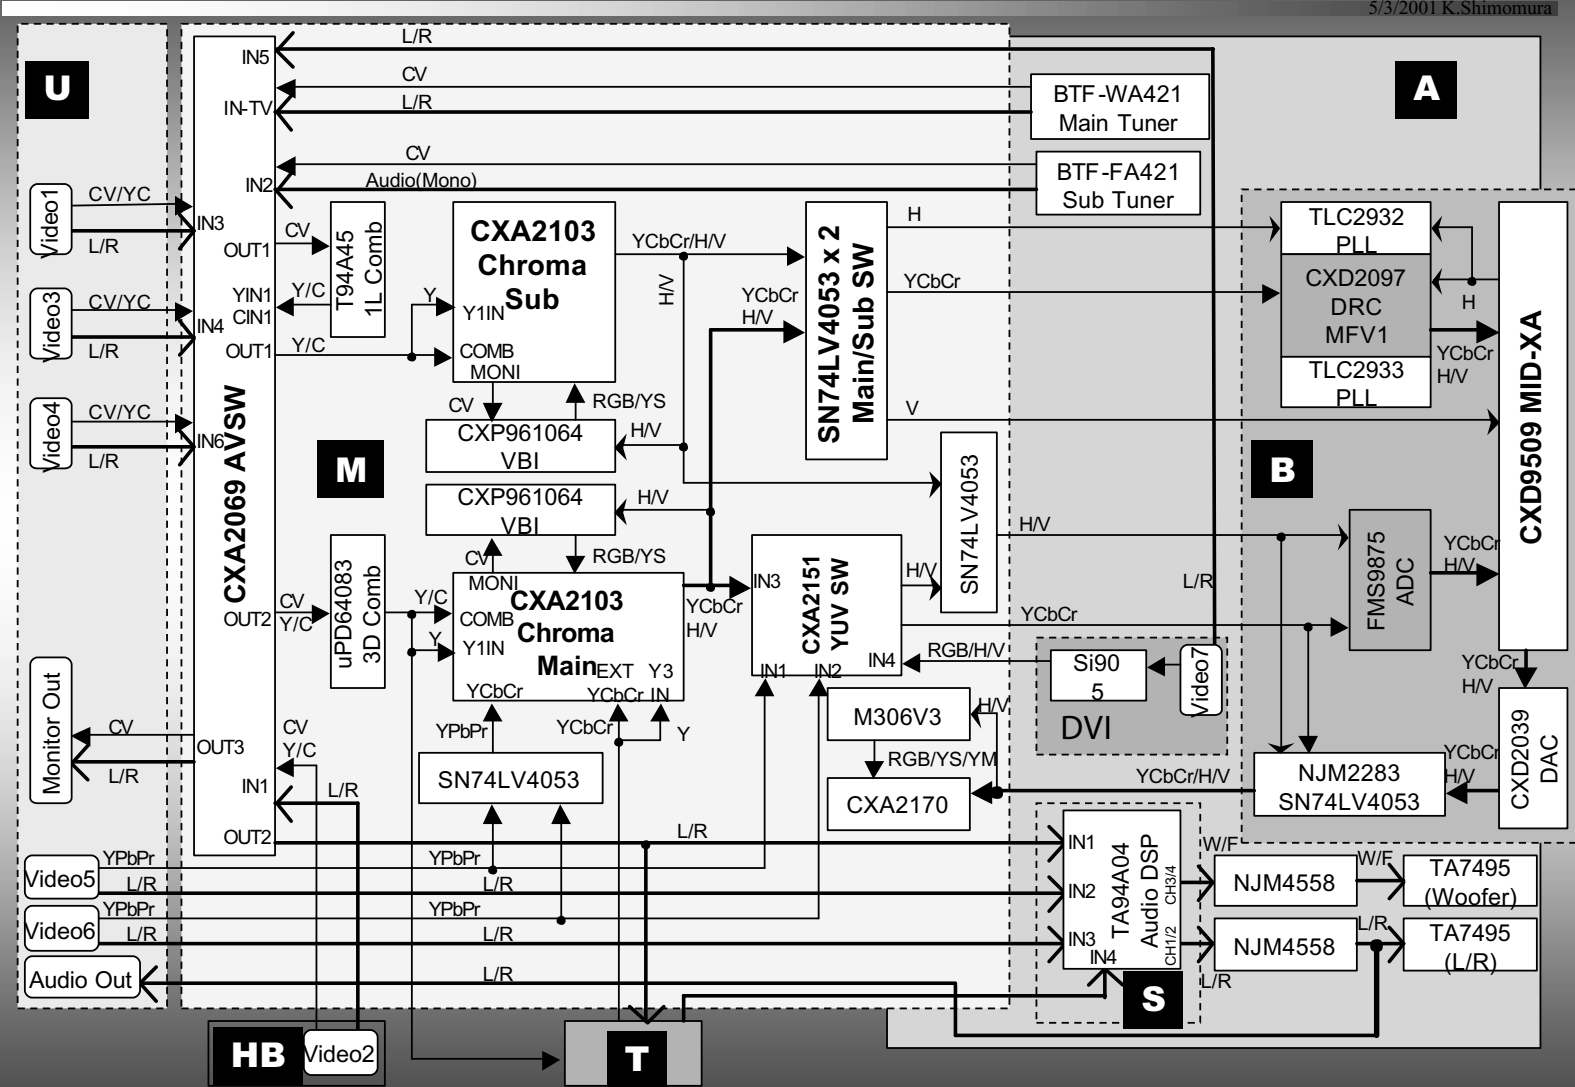 5/3/2001 K.Shimomura
U
A
L/R
IN5
CV
BTF-WA421
Main Tuner
IN-TV
L/R
CV
BTF-FA421
Sub Tuner
IN2
Audio(Mono)
Video1
CV/YC
L/R
IN3
OUT1
CV
T94A45
1L Comb
CXA2103
Chroma
Sub
YCbCr/H/V
H/V
SN74LV4053 x 2
Main/Sub SW
H
TLC2932
PLL
YCbCr
CXD2097
DRC
MFV1
H
YIN1
CIN1
Y/C
Y
Y1IN
YCbCr
H/V
Video3
CV/YC
L/R
IN4
OUT1
Y/C
COMB
MONI
YCbCr
H/V
TLC2933
PLL
CXD9509 MID-XA
V
Video4
CV/YC
L/R
IN6
CXA2069 AVSW
M
CV
RGB/YS
CXP961064
VBI
H/V
CXP961064
VBI
H/V
CV
RGB/YS
SN74LV4053
H/V
B
FMS9875
ADC
YCbCr
H/V
uPD64083
3D Comb
OUT2
CV
Y/C
Y/C
Y
MONI
COMB
Y1IN
CXA2103
Chroma
Main
EXT
YCbCr
Y3
IN
YCbCr
YCbCr
H/V
IN3
CXA2151
YUV SW
IN1
IN2
IN4
H/V
YCbCr
L/R
RGB/H/V
Si90
5
DVI
Video7
YCbCr
H/V
Monitor Out
CV
L/R
OUT3
CV
Y/C
IN1
L/R
OUT2
YPbPr
YCbCr
Y
SN74LV4053
M306V3
H/V
RGB/YS/YM
CXA2170
YCbCr/H/V
NJM2283
SN74LV4053
YCbCr
H/V
CXD2039
DAC
L/R
Video5
YPbPr
L/R
YPbPr
L/R
Video6
YPbPr
L/R
YPbPr
L/R
Audio Out
L/R
IN1
IN2
IN3
IN4
TA94A04
Audio DSP
CH3/4
CH1/2
W/F
NJM4558
W/F
TA7495
(Woofer)
NJM4558
L/R
TA7495
(L/R)
L/R
S
HB
Video2
T